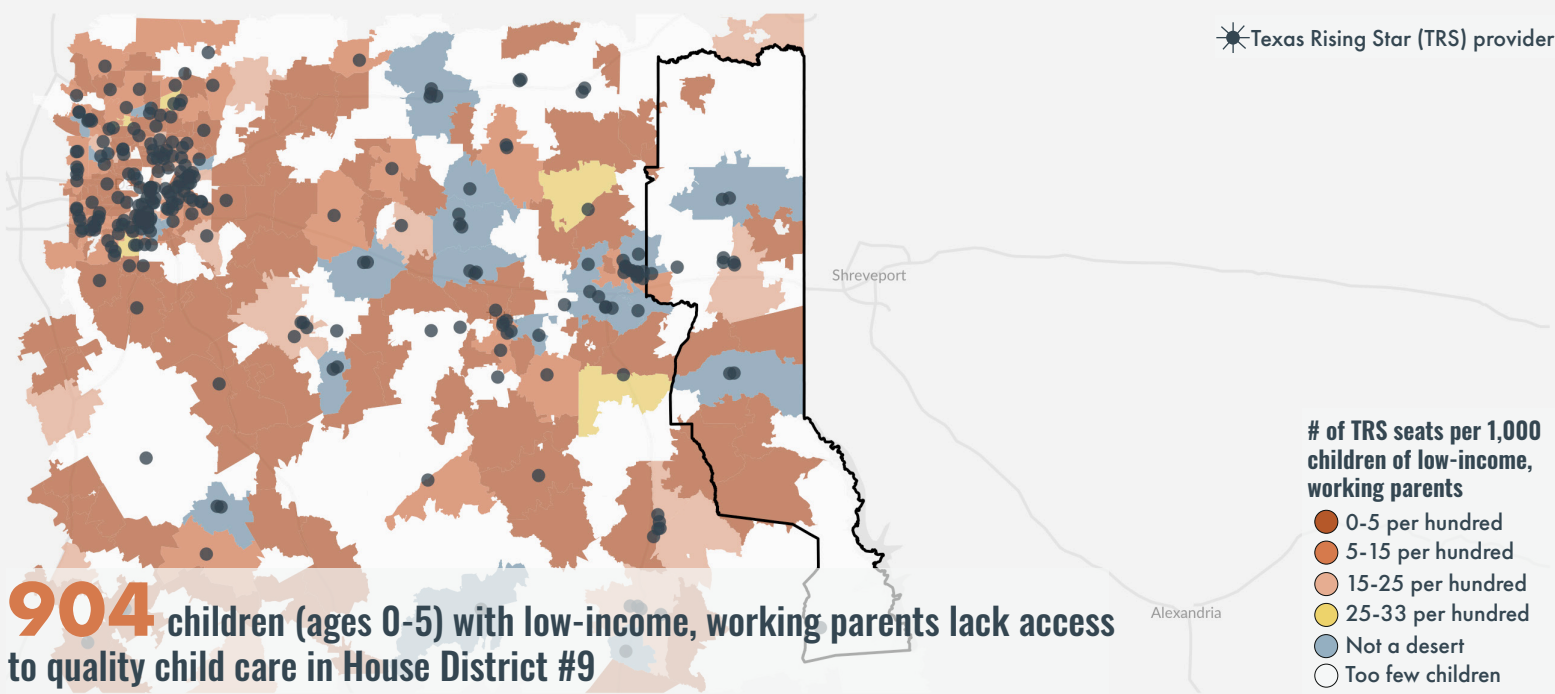 Texas Rising Star (TRS) provider
Shreveport
# of TRS seats per 1,000
children of low-income,
working parents
0-5 per hundred
5-15 per hundred
15-25 per hundred
25-33 per hundred
Not a desert
Too few children
Alexandria
904 children (ages 0-5) with low-income, working parents lack access
to quality child care in House District #9